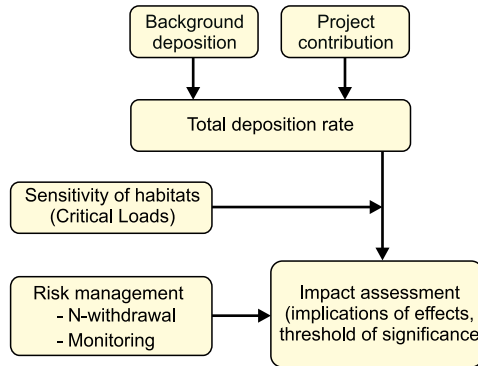 Background
deposition
Project
contribution
Total deposition rate
Sensitivity of habitats
(Critical Loads)
Risk management
- N-withdrawal
- Monitoring
Impact assessment
(implications of effects,
threshold of significance